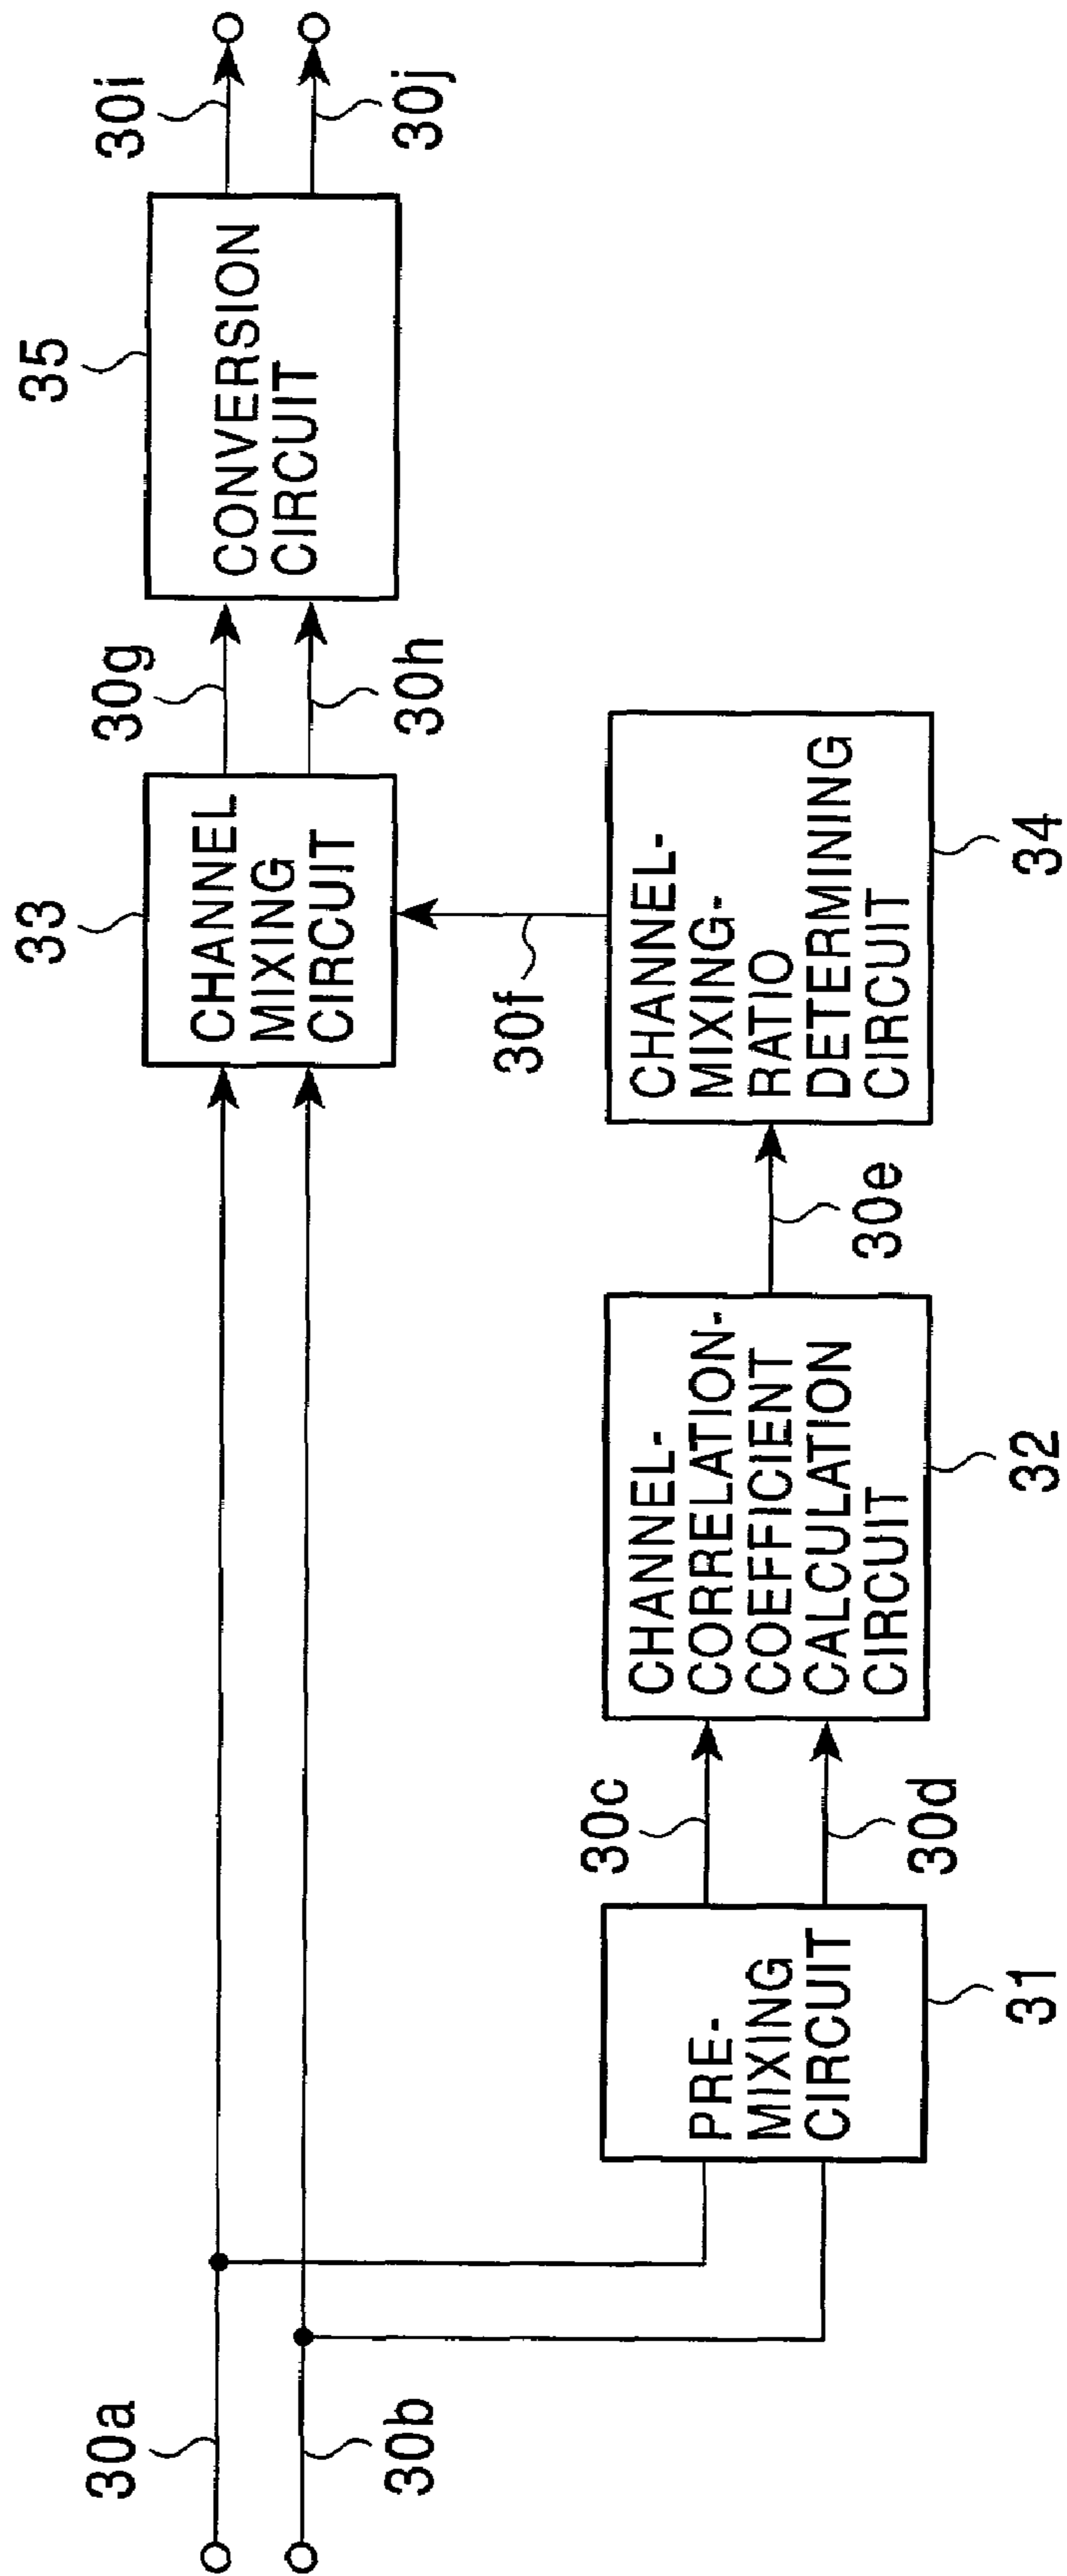 30a
30b
PRE-
MIXING
CIRCUIT
31
30c
30d
CHANNEL-
CORRELATION-
COEFFICIENT
CALCULATION
CIRCUIT
32
30e
CHANNEL-
MIXING-
RATIO
DETERMINING
CIRCUIT
34
30f
33
CHANNEL
MIXING
CIRCUIT
30g
30h
35
CONVERSION
CIRCUIT
30i
30j